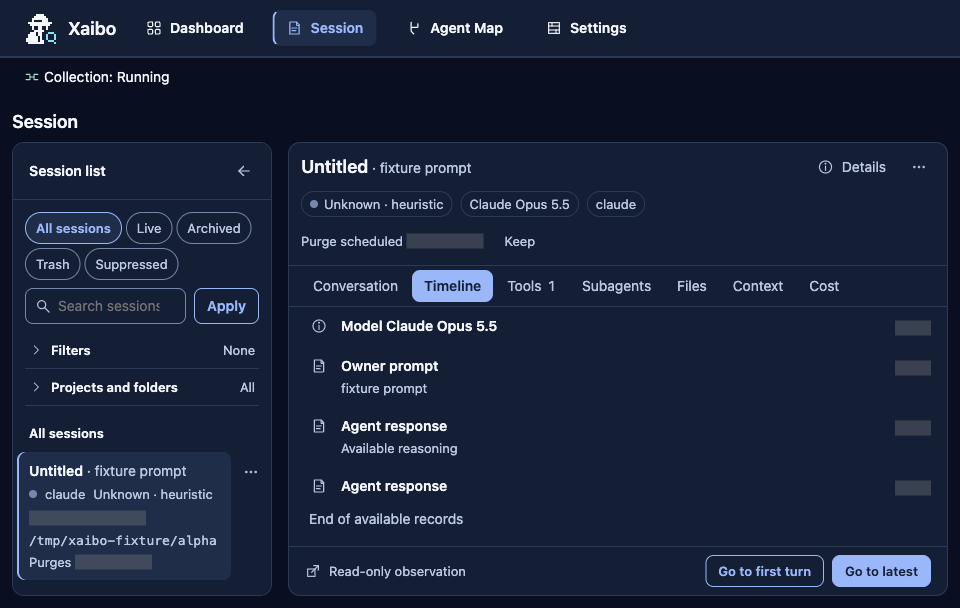 Xaibo
Dashboard
Session
Agent Map
Settings
Collection: Running
Session
Session list
All sessions
Live
Archived
Trash
Suppressed
Search sessions
Apply
Filters
None
Projects and folders
All
All sessions
Untitled · fixture prompt
claude Unknown · heuristic
/tmp/xaibo-fixture/alpha
Purges
Untitled · fixture prompt
Details
Unknown · heuristic
Claude Opus 5.5
claude
Purge scheduled
Keep
Conversation
Timeline
Tools 1
Subagents
Files
Context
Cost
Model Claude Opus 5.5
Owner prompt
fixture prompt
Agent response
Available reasoning
Agent response
End of available records
Read-only observation
Go to first turn
Go to latest